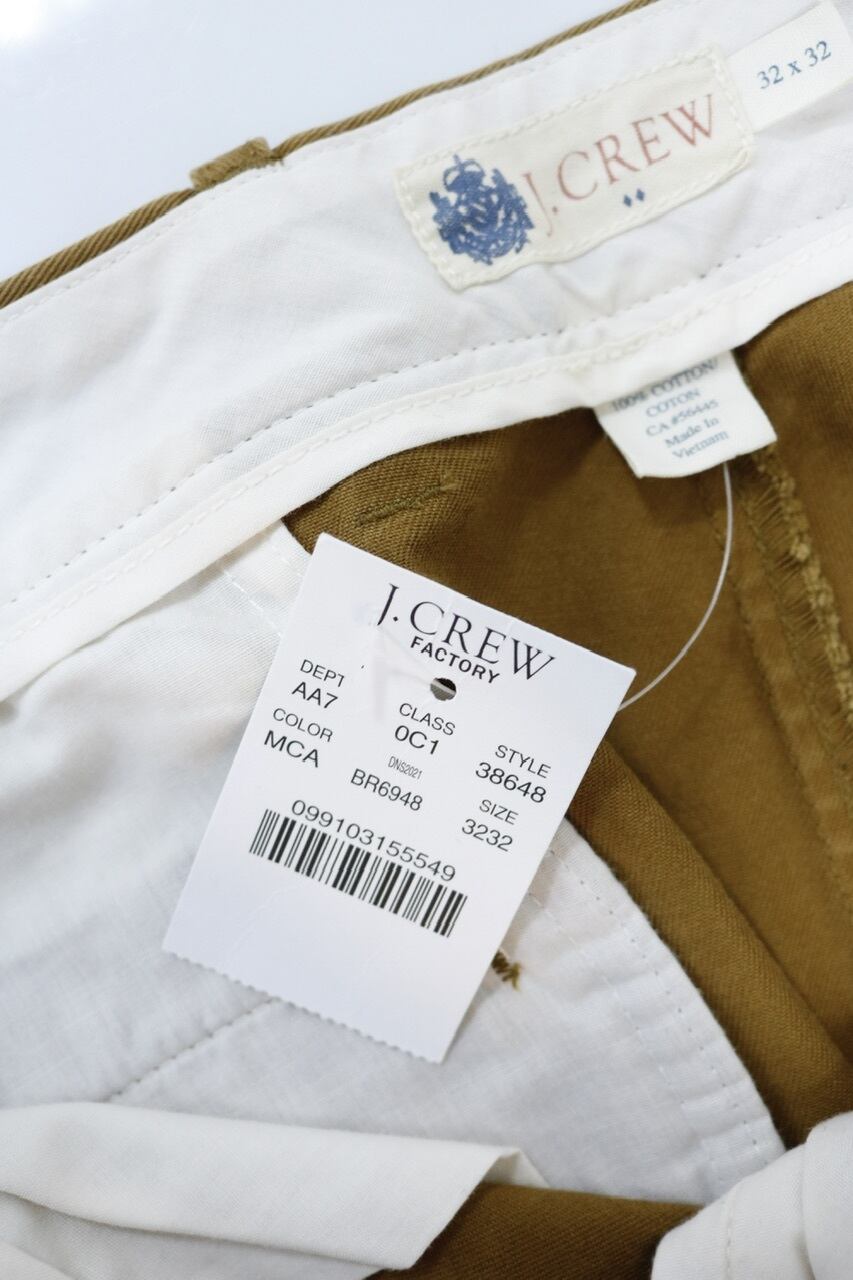 32 x 32
J.CREW
100% COTTON/
COTON
CA #56445
Made In
Vietnam
J.CREW
FACTORY
DEPT CLASS STYLE
AA7 0C1 38648
COLOR DNS2021 SIZE
MCA BR6948 3232
099103155549